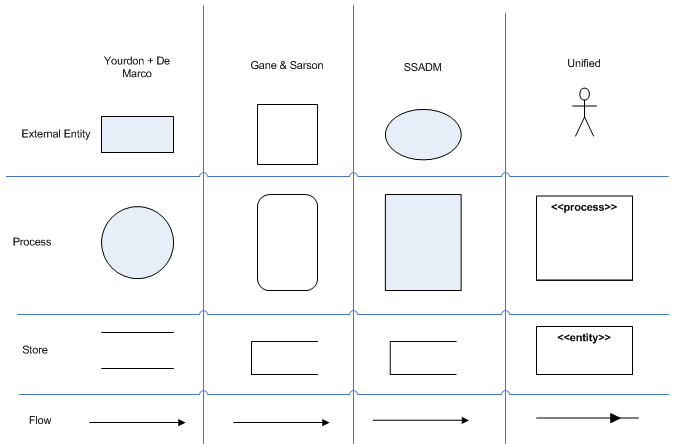 Yourdon + De
Marco
Gane & Sarson
SSADM
Unified
External Entity
Process
<<process>>
Store
<<entity>>
Flow